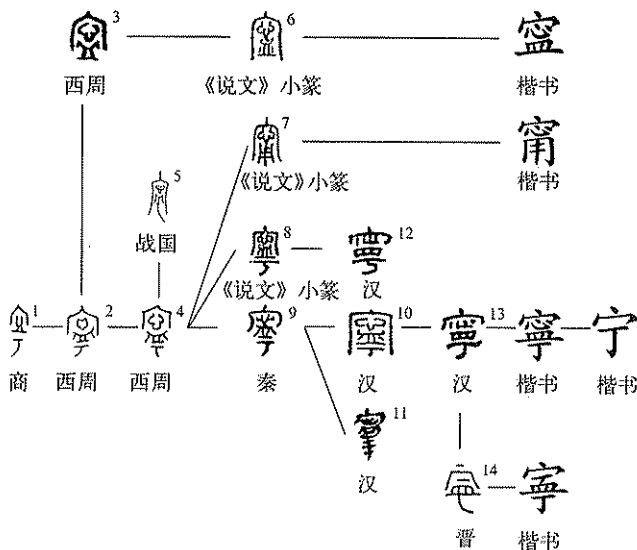 3 6 寍
西周 《说文》小篆 楷书
7 甯
《说文》小篆 楷书
5
战国
8 12
《说文》小篆 汉
1 2 4 9 10 13 寧 宁
商 西周 西周 秦 汉 汉 楷书 楷书
11
汉
14
晋 楷书